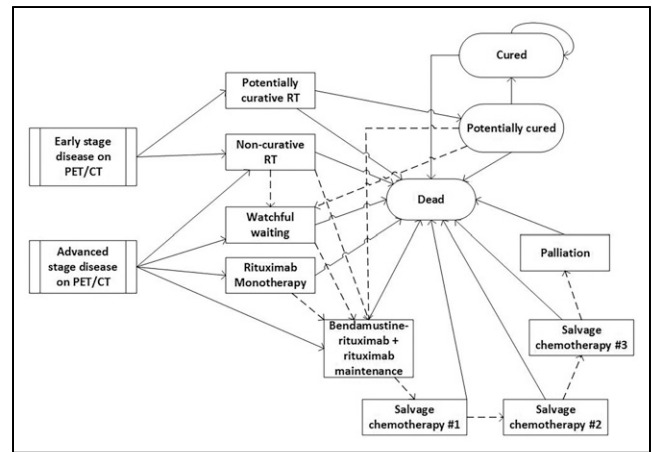 Cured
Potentially
curative RT
Potentially cured
Early stage
disease on
PET/CT
Non-curative
RT
Dead
Watchful
waiting
Advanced
stage disease
on PET/CT
Rituximab
Monotherapy
Palliation
Bendamustine-
rituximab +
rituximab
maintenance
Salvage
chemotherapy #3
Salvage
chemotherapy #1
Salvage
chemotherapy #2